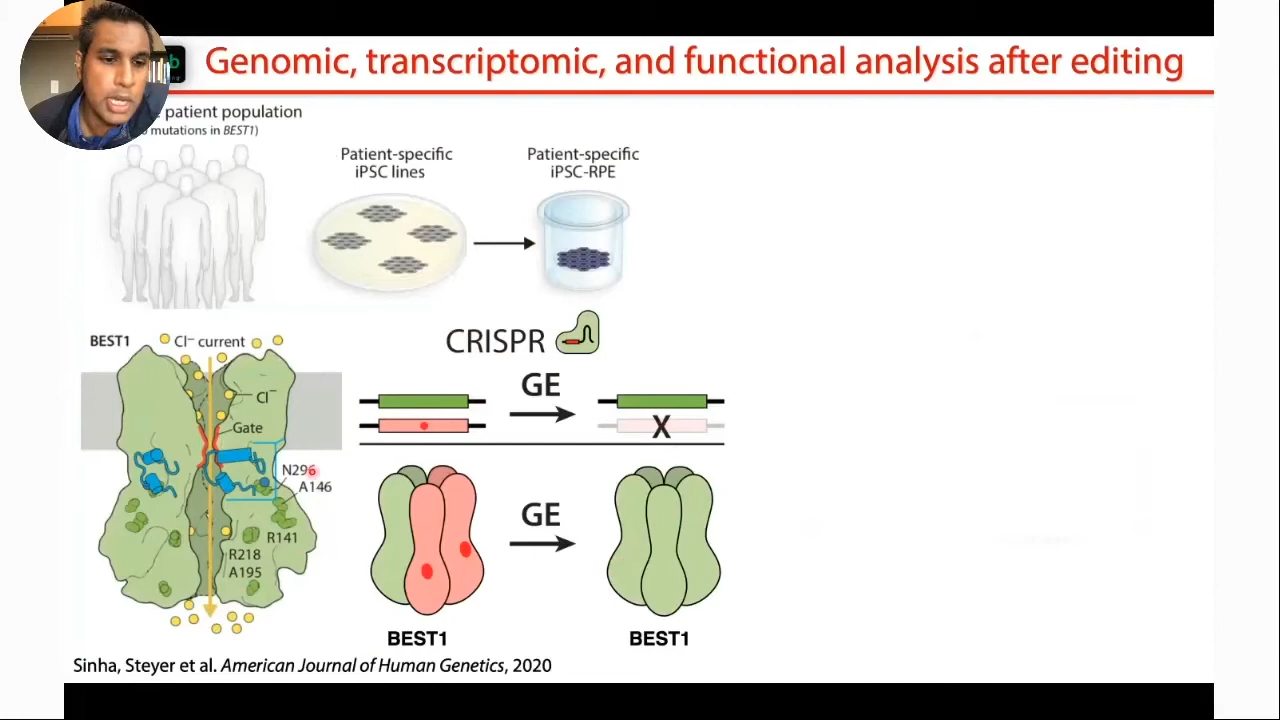 Genomic, transcriptomic, and functional analysis after editing
patient population
mutations in BEST1)
Patient-specific
iPSC lines
Patient-specific
iPSC-RPE
CRISPR
BEST1
Cl⁻ current
Cl⁻
Gate
N296
A146
R141
R218
A195
GE
X
GE
BEST1
BEST1
Sinha, Steyer et al. American Journal of Human Genetics, 2020